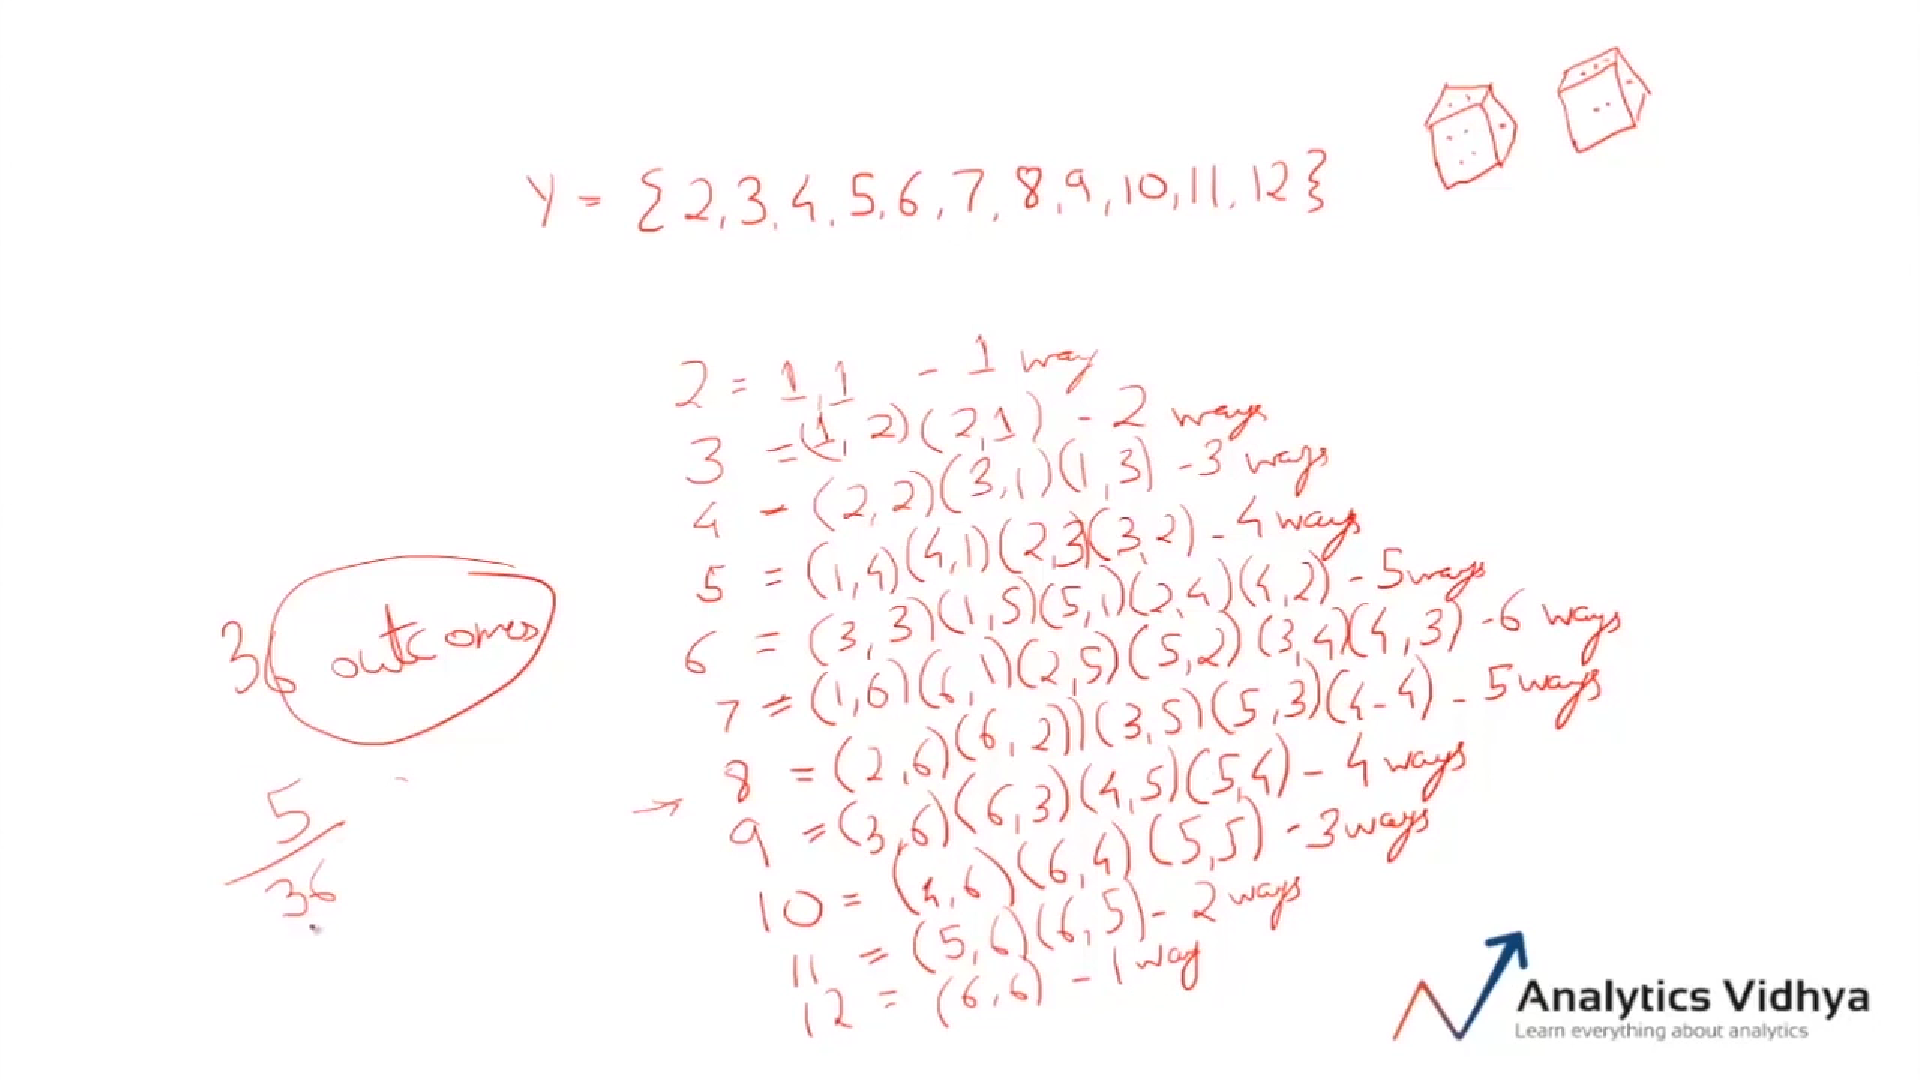 Y = {2, 3, 4, 5, 6, 7, 8, 9, 10, 11, 12}
2 = 1,1 - 1 way
3 = (1, 2) (2,1) - 2 ways
4 - (2,2) (3,1) (1,3) - 3 ways
5 = (1,4) (4,1) (2,3 (3,2) - 4 ways
6 = (3,3) (1,5) (5,1) (2,4) (4,2) - 5 ways
7 = (1,6) (6,1) (2,5) (5,2) (3,4) (4,3) - 6 ways
8 = (2,6) (6,2)) (3,5) (5,3) (4-4) - 5 ways
→ 9 = (3,6) (6,3) (4,5) (5,4) - 4 ways
10 = (4,6) (6,4) (5,5) - 3 ways
11 = (5,6) (6,5) - 2 ways
12 = (6,6) - 1 way
36 outcomes
5
36
Analytics Vidhya
Learn everything about analytics